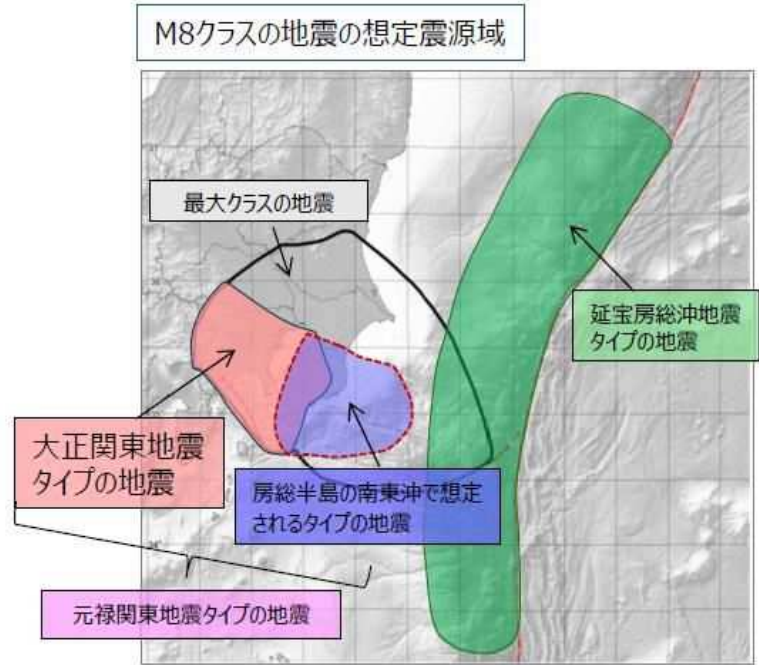 M8クラスの地震の想定震源域
最大クラスの地震
延宝房総沖地震
タイプの地震
大正関東地震
タイプの地震
房総半島の南東沖で想定
されるタイプの地震
元禄関東地震タイプの地震